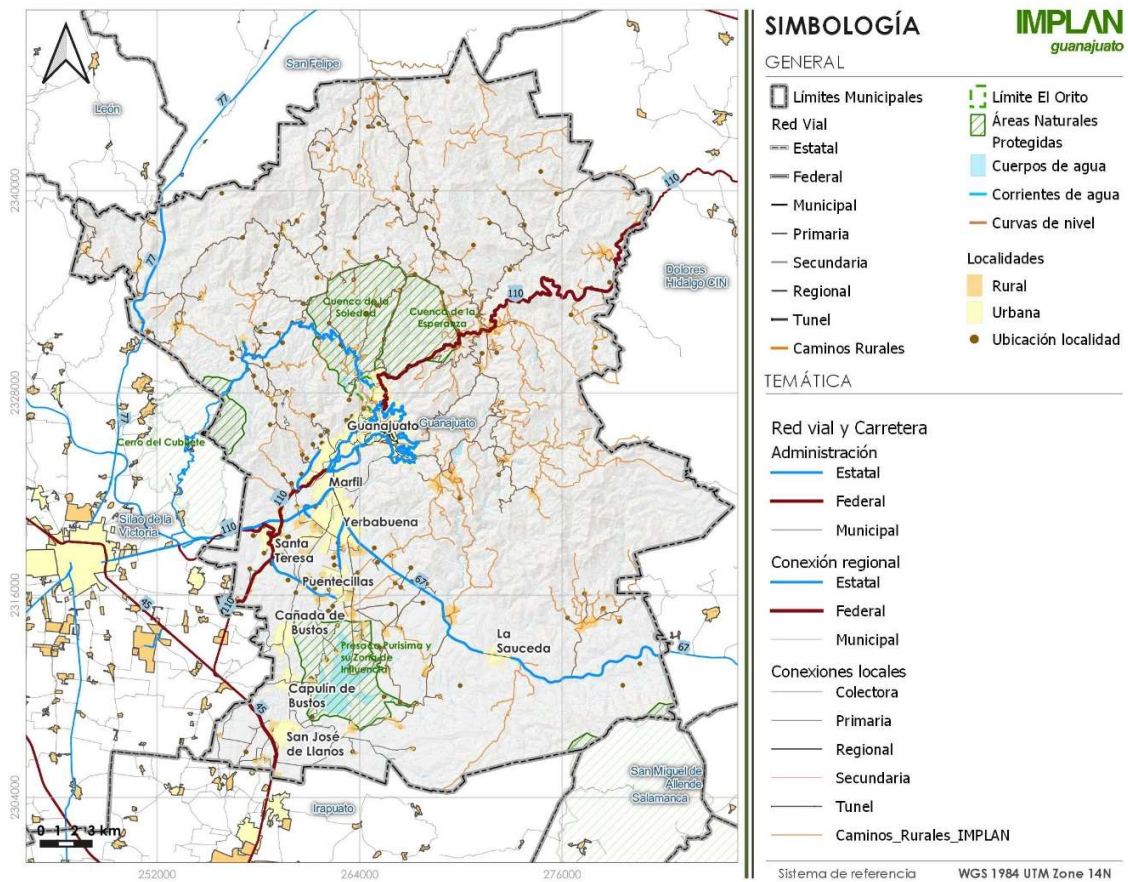 San Felipe
León
77
77
77
2340000
2328000
2316000
2304000
110
110
Dolores
Hidalgo CIN
Cuenca de la
Soledad
Cuenca de la
Esperanza
Guanajuato
Guanajuato
Cerro del Cubilete
Marfil
110
Silao de la
Victoria
110
Yerbabuena
Santa
Teresa
Puentecillas
67
45
110
Cañada de
Bustos
La
Sauceda
67
Presa La Purisima y
su Zona de
Influencia
Capulín de
Bustos
45
San José
de Llanos
San Miguel de
Allende
Salamanca
Irapuato
0 1 2 3 km
252000
264000
276000
SIMBOLOGÍA
IMPLAN
guanajuato
GENERAL
Límites Municipales
Red Vial
Estatal
Federal
Municipal
Primaria
Secundaria
Regional
Tunel
Caminos Rurales
Límite El Orito
Áreas Naturales
Protegidas
Cuerpos de agua
Corrientes de agua
Curvas de nivel
Localidades
Rural
Urbana
Ubicación localidad
TEMÁTICA
Red vial y Carretera
Administración
Estatal
Federal
Municipal
Conexión regional
Estatal
Federal
Municipal
Conexiones locales
Colectora
Primaria
Regional
Secundaria
Tunel
Caminos_Rurales_IMPLAN
Sistema de referencia WGS 1984 UTM Zone 14N